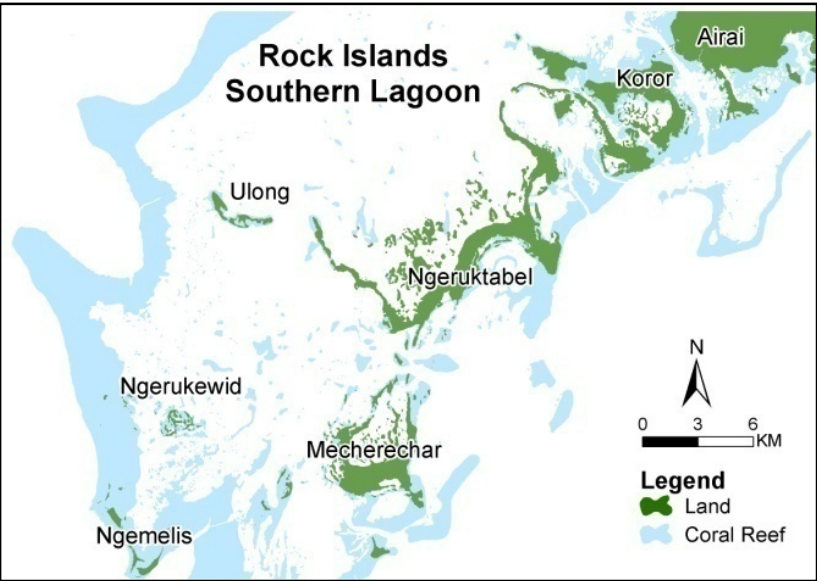 Rock Islands
Southern Lagoon
Airai
Koror
Ulong
Ngeruktabel
Ngerukewid
Mecherechar
Ngemelis
N
0 3 6
KM
Legend
Land
Coral Reef